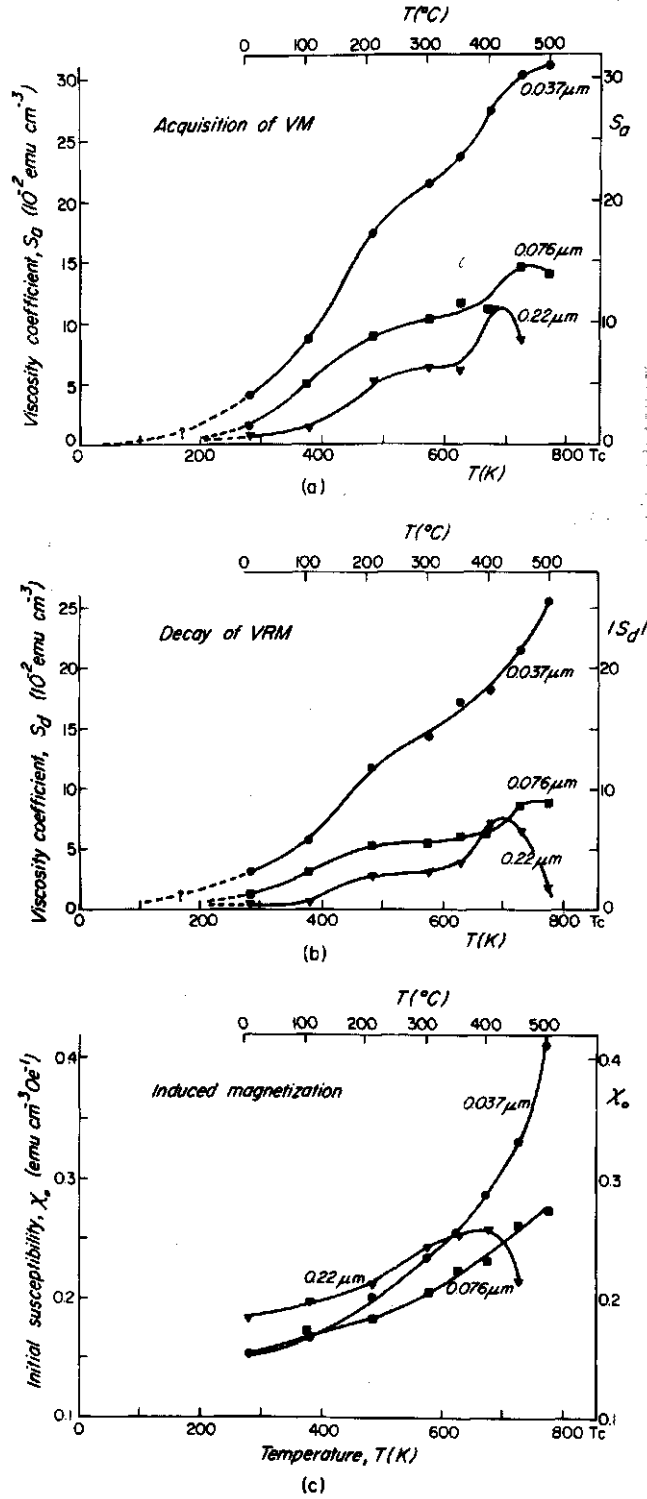 T(°C)
0 100 200 300 400 500
Viscosity coefficient, Sa (10⁻² emu cm⁻³)
30
25
20
15
10
5
0
Acquisition of VM
0.037µm
0.076µm
0.22µm
30
Sa
20
10
0
0 200 400 600 800 Tc
T(K)
(a)
T(°C)
0 100 200 300 400 500
Viscosity coefficient, Sd (10⁻² emu cm⁻³)
25
20
15
10
5
0
Decay of VRM
0.037µm
0.076µm
0.22µm
|Sd|
20
10
0
0 200 400 600 800 Tc
T(K)
(b)
T(°C)
0 100 200 300 400 500
Initial susceptibility, χₒ (emu cm⁻³Oe⁻¹)
0.4
0.3
0.2
0.1
Induced magnetization
0.037µm
0.22µm
0.076µm
0.4
χₒ
0.3
0.2
0.1
0 200 400 600 800 Tc
Temperature, T(K)
(c)